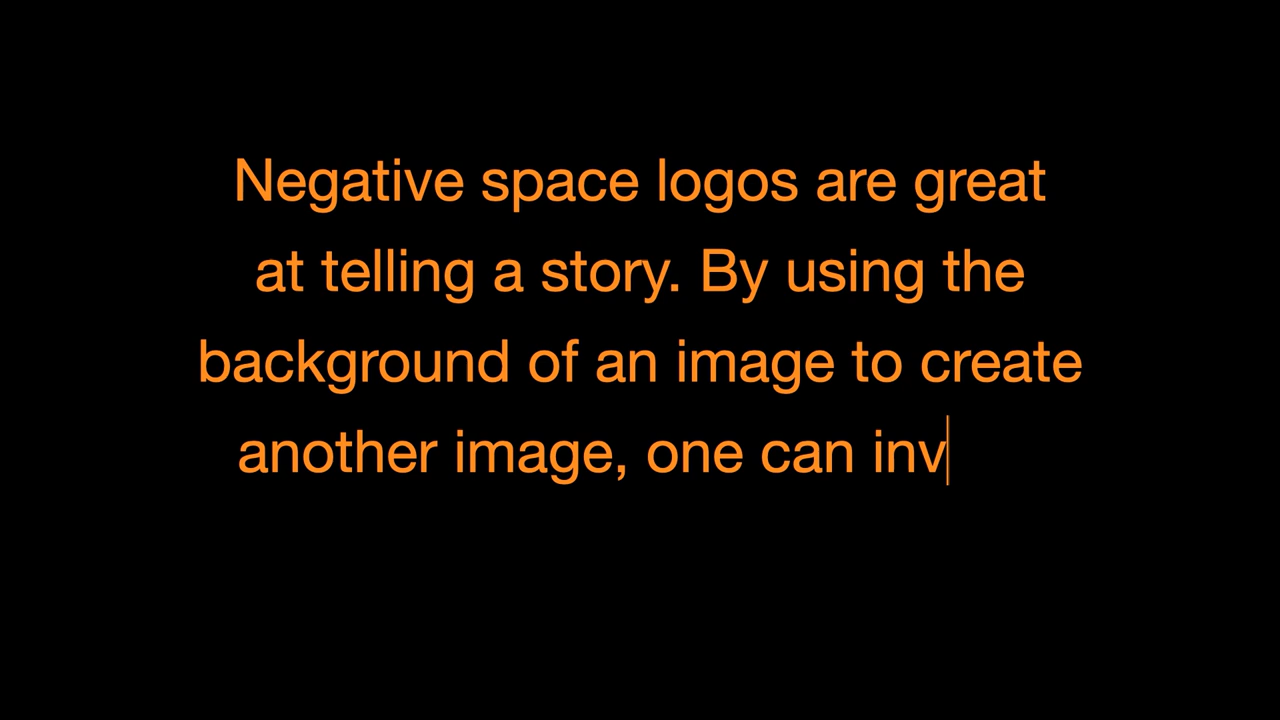 Negative space logos are great
at telling a story. By using the
background of an image to create
another image, one can inv